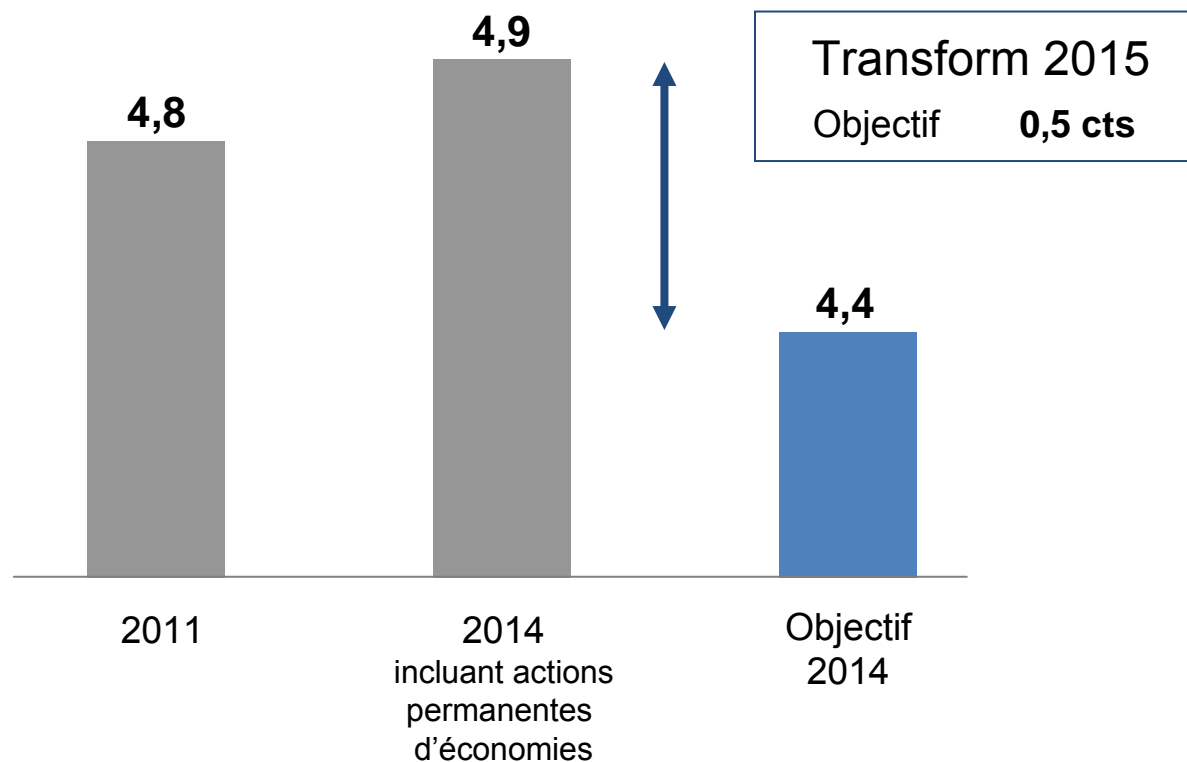 4,9
4,8
Transform 2015
Objectif 0,5 cts
4,4
2011
2014
incluant actions
permanentes
d’économies
Objectif
2014